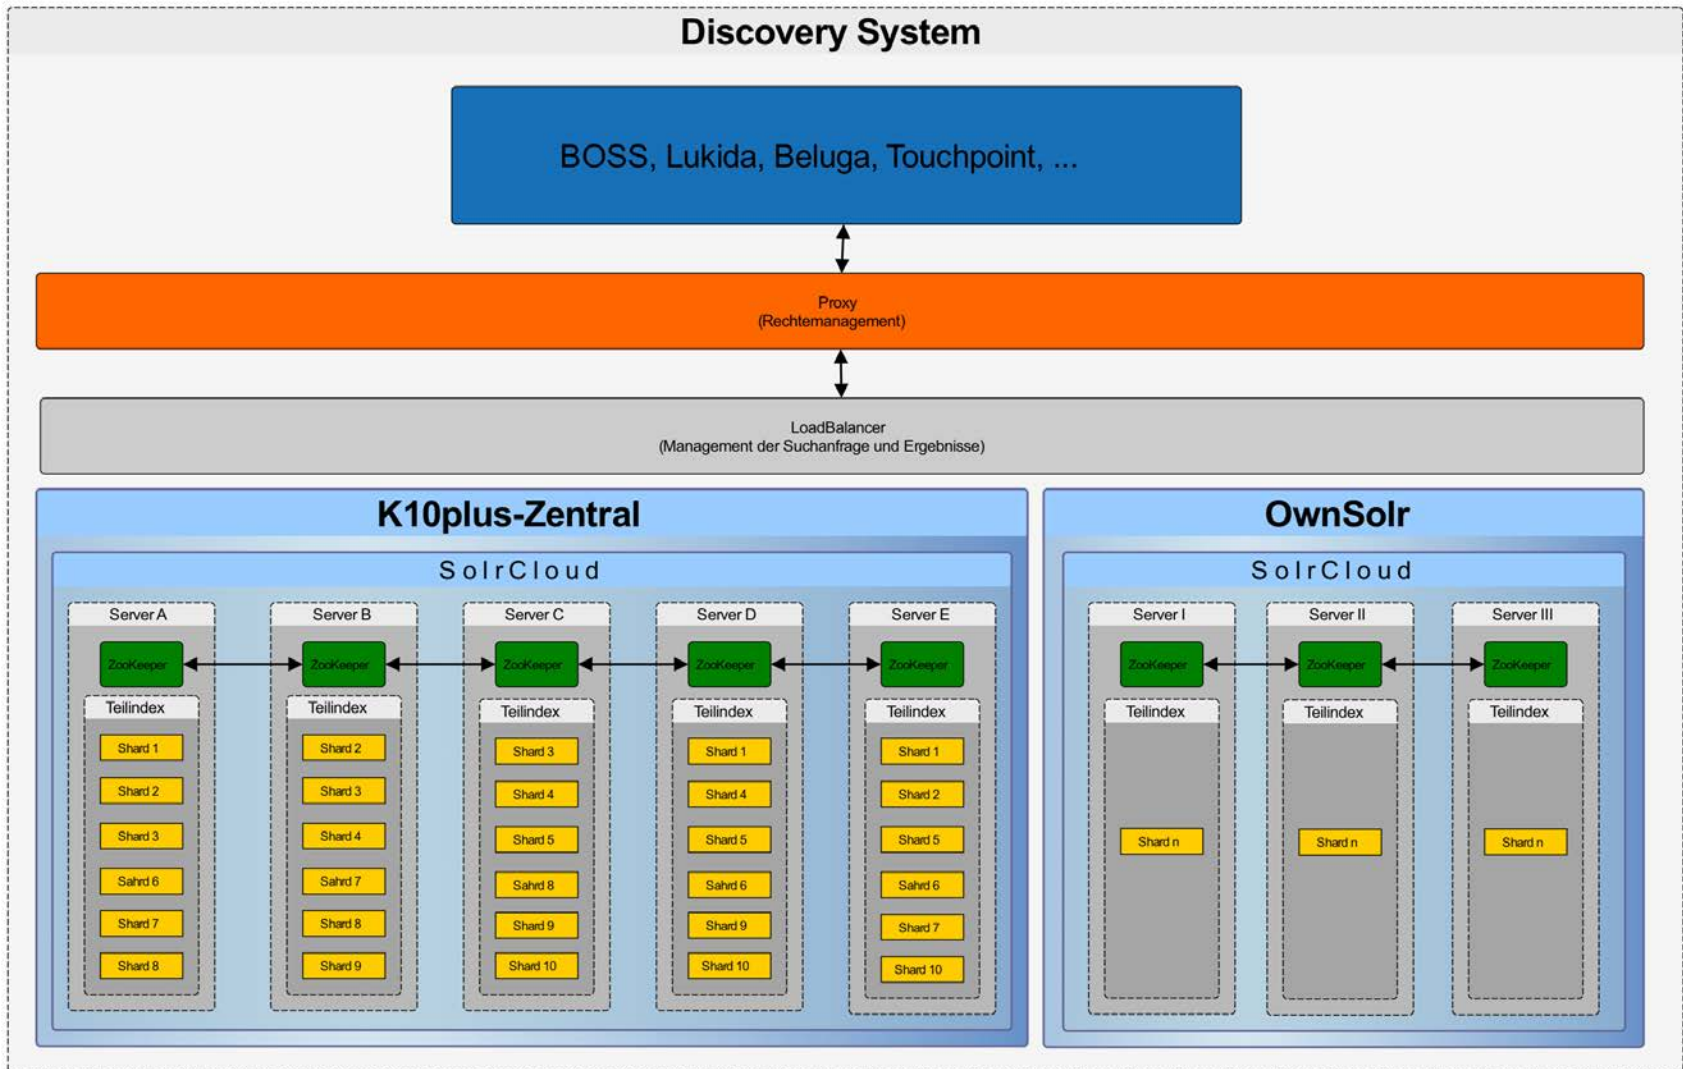 Discovery System
BOSS, Lukida, Beluga, Touchpoint, ...
Proxy
(Rechtemanagement)
LoadBalancer
(Management der Suchanfrage und Ergebnisse)
K10plus-Zentral
SolrCloud
Server A
ZooKeeper
Teilindex
Shard 1
Shard 2
Shard 3
Sahrd 6
Shard 7
Shard 8
Server B
ZooKeeper
Teilindex
Shard 2
Shard 3
Shard 4
Sahrd 7
Shard 8
Shard 9
Server C
ZooKeeper
Teilindex
Shard 3
Shard 4
Shard 5
Sahrd 8
Shard 9
Shard 10
Server D
ZooKeeper
Teilindex
Shard 1
Shard 4
Shard 5
Sahrd 6
Shard 9
Shard 10
Server E
ZooKeeper
Teilindex
Shard 1
Shard 2
Shard 5
Sahrd 6
Shard 7
Shard 10
OwnSolr
SolrCloud
Server I
ZooKeeper
Teilindex
Shard n
Server II
ZooKeeper
Teilindex
Shard n
Server III
ZooKeeper
Teilindex
Shard n